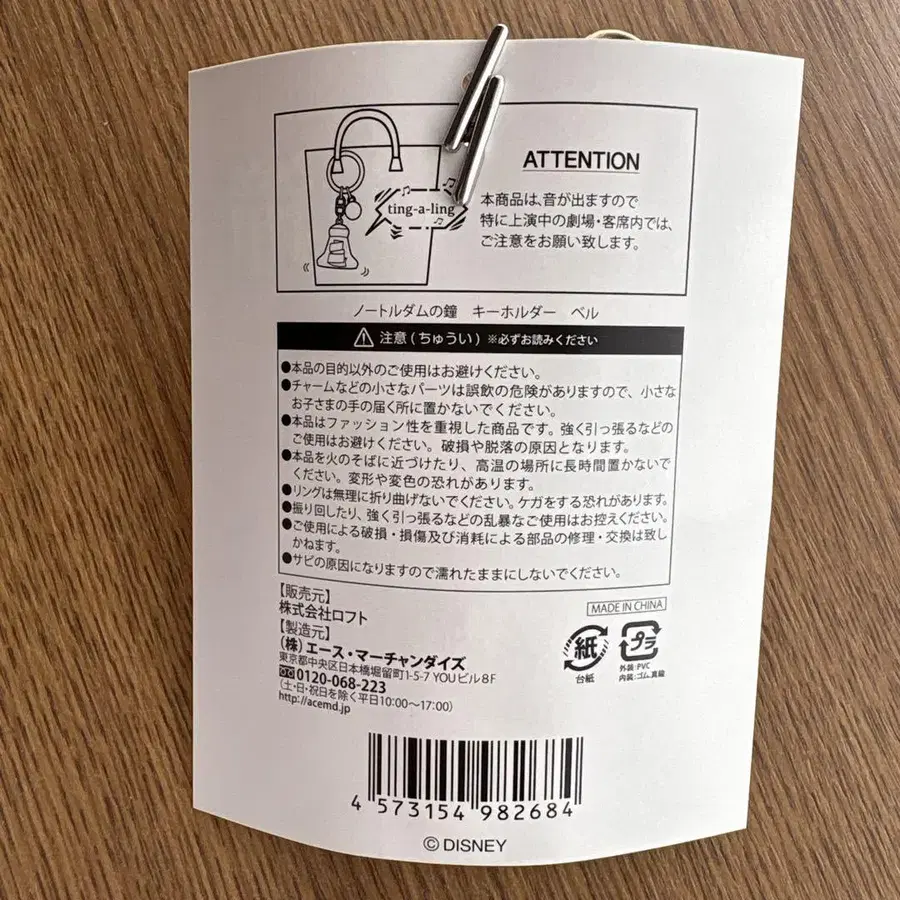 ATTENTION
ting-a-ling
本商品は、音が出ますので
特に上演中の劇場・客席内では、
ご注意をお願い致します。
ノートルダムの鐘 キーホルダー ベル
注意(ちゅうい) ※必ずお読みください
●本品の目的以外のご使用はお避けください。
●チャームなどの小さなパーツは誤飲の危険がありますので、小さな
お子さまの手の届く所に置かないでください。
●本品はファッション性を重視した商品です。強く引っ張るなどの
ご使用はお避けください。破損や脱落の原因となります。
●本品を火のそばに近づけたり、高温の場所に長時間置かないで
ください。変形や変色の恐れがあります。
●リングは無理に折り曲げないでください。ケガをする恐れがあります。
●振り回したり、強く引っ張るなどの乱暴なご使用はお控えください。
●ご使用による破損・損傷及び消耗による部品の修理・交換は致し
かねます。
●サビの原因になりますので濡れたままにしないでください。
【販売元】
株式会社ロフト
【製造元】
(株)エース・マーチャンダイズ
東京都中央区日本橋堀留町1-5-7 YOUビル8F
0120-068-223
(土・日・祝日を除く平日10:00〜17:00)
http://acemd.jp
MADE IN CHINA
紙
台紙
プラ
外装:PVC
内装:ゴム、真鍮
4 573154 982684
© DISNEY